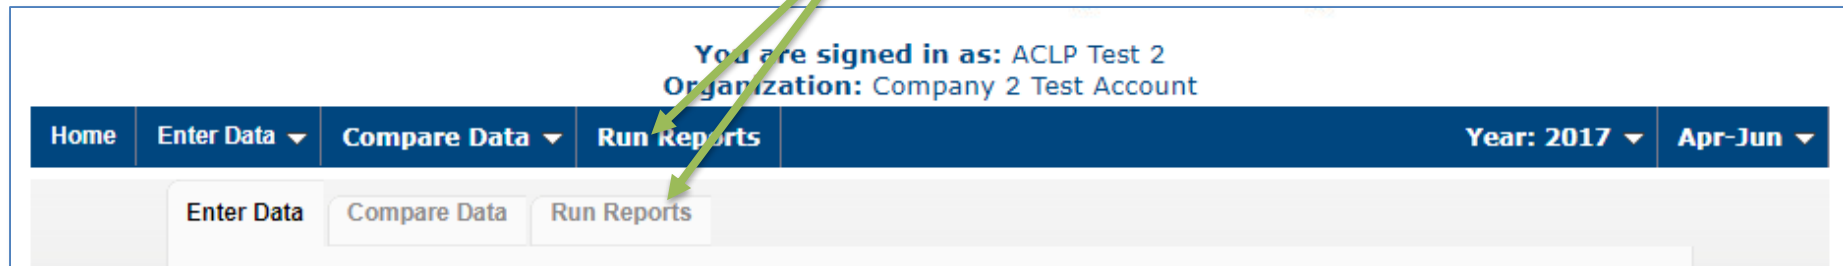 You are signed in as: ACLP Test 2
Organization: Company 2 Test Account
Home Enter Data Compare Data Run Reports Year: 2017 Apr-Jun
Enter Data Compare Data Run Reports